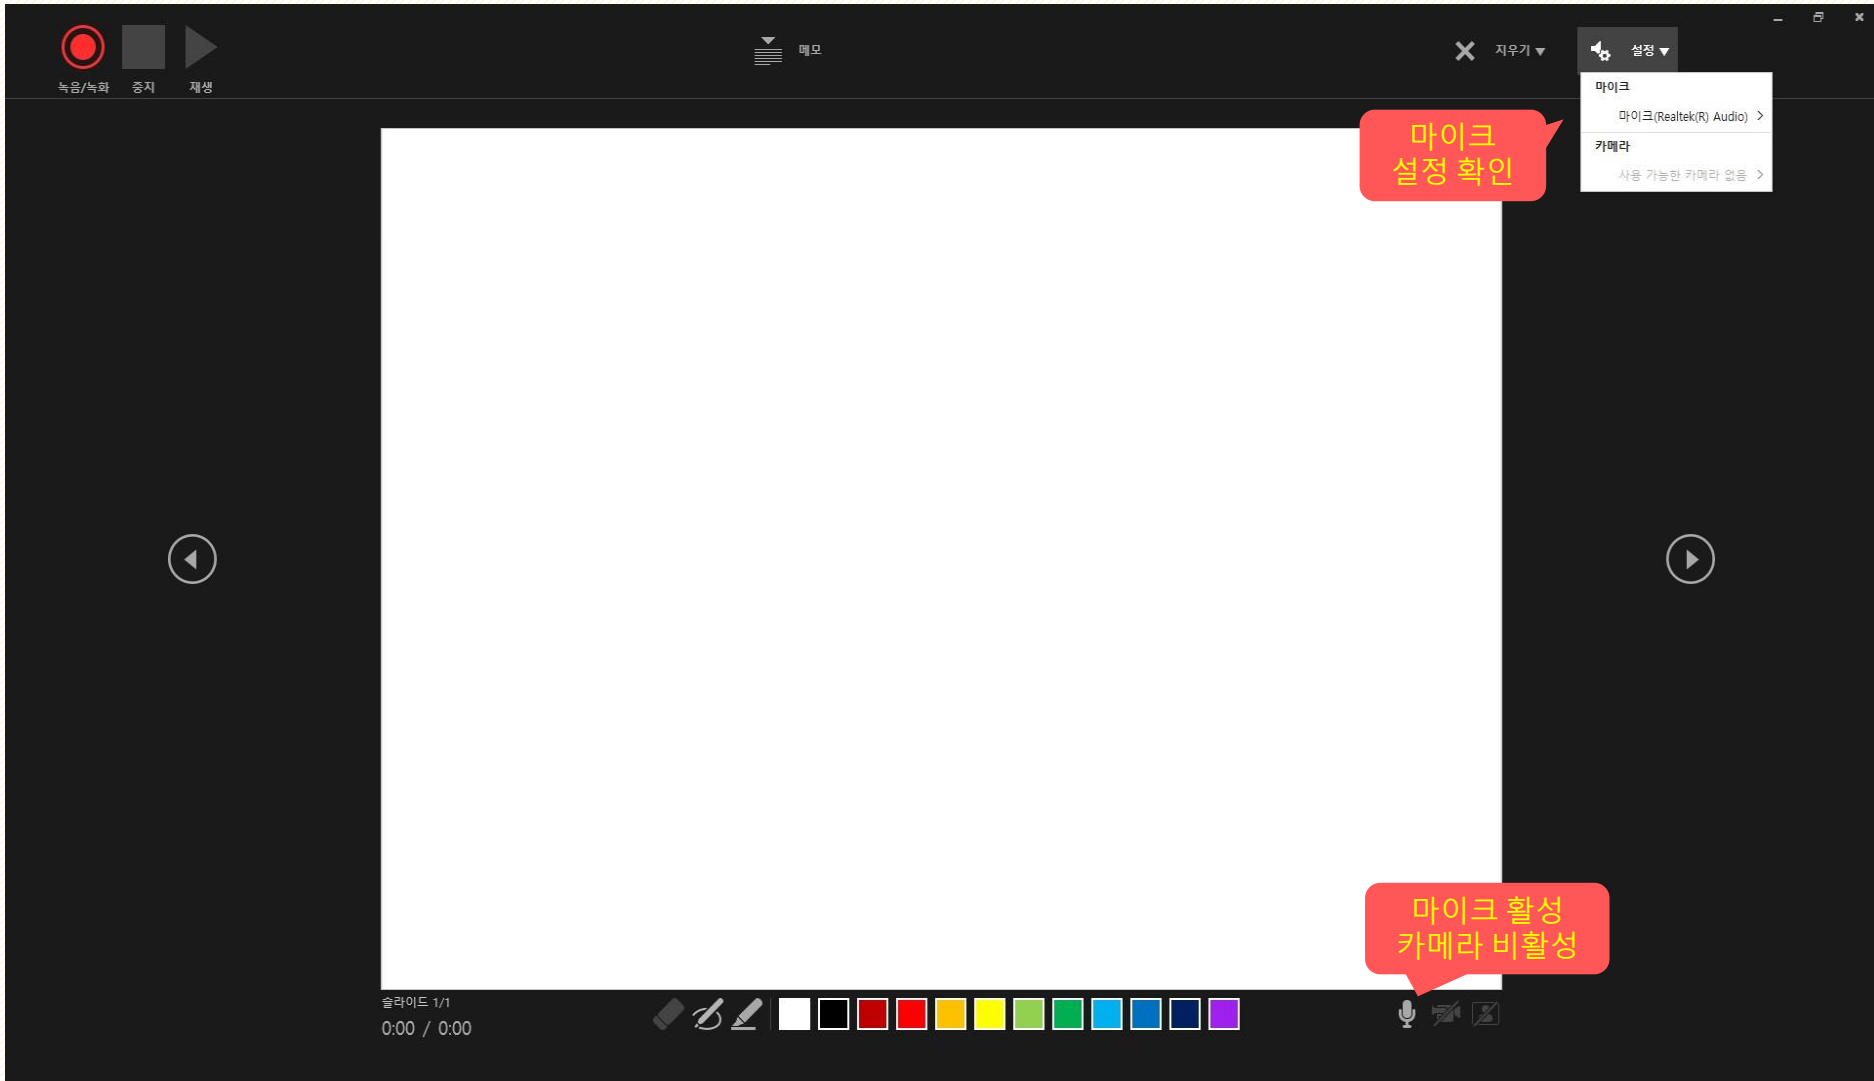 녹음/녹화
중지
재생
메모
지우기
설정
마이크
마이크(Realtek(R) Audio)
카메라
사용 가능한 카메라 없음
마이크
설정 확인
마이크 활성
카메라 비활성
슬라이드 1/1
0:00 / 0:00